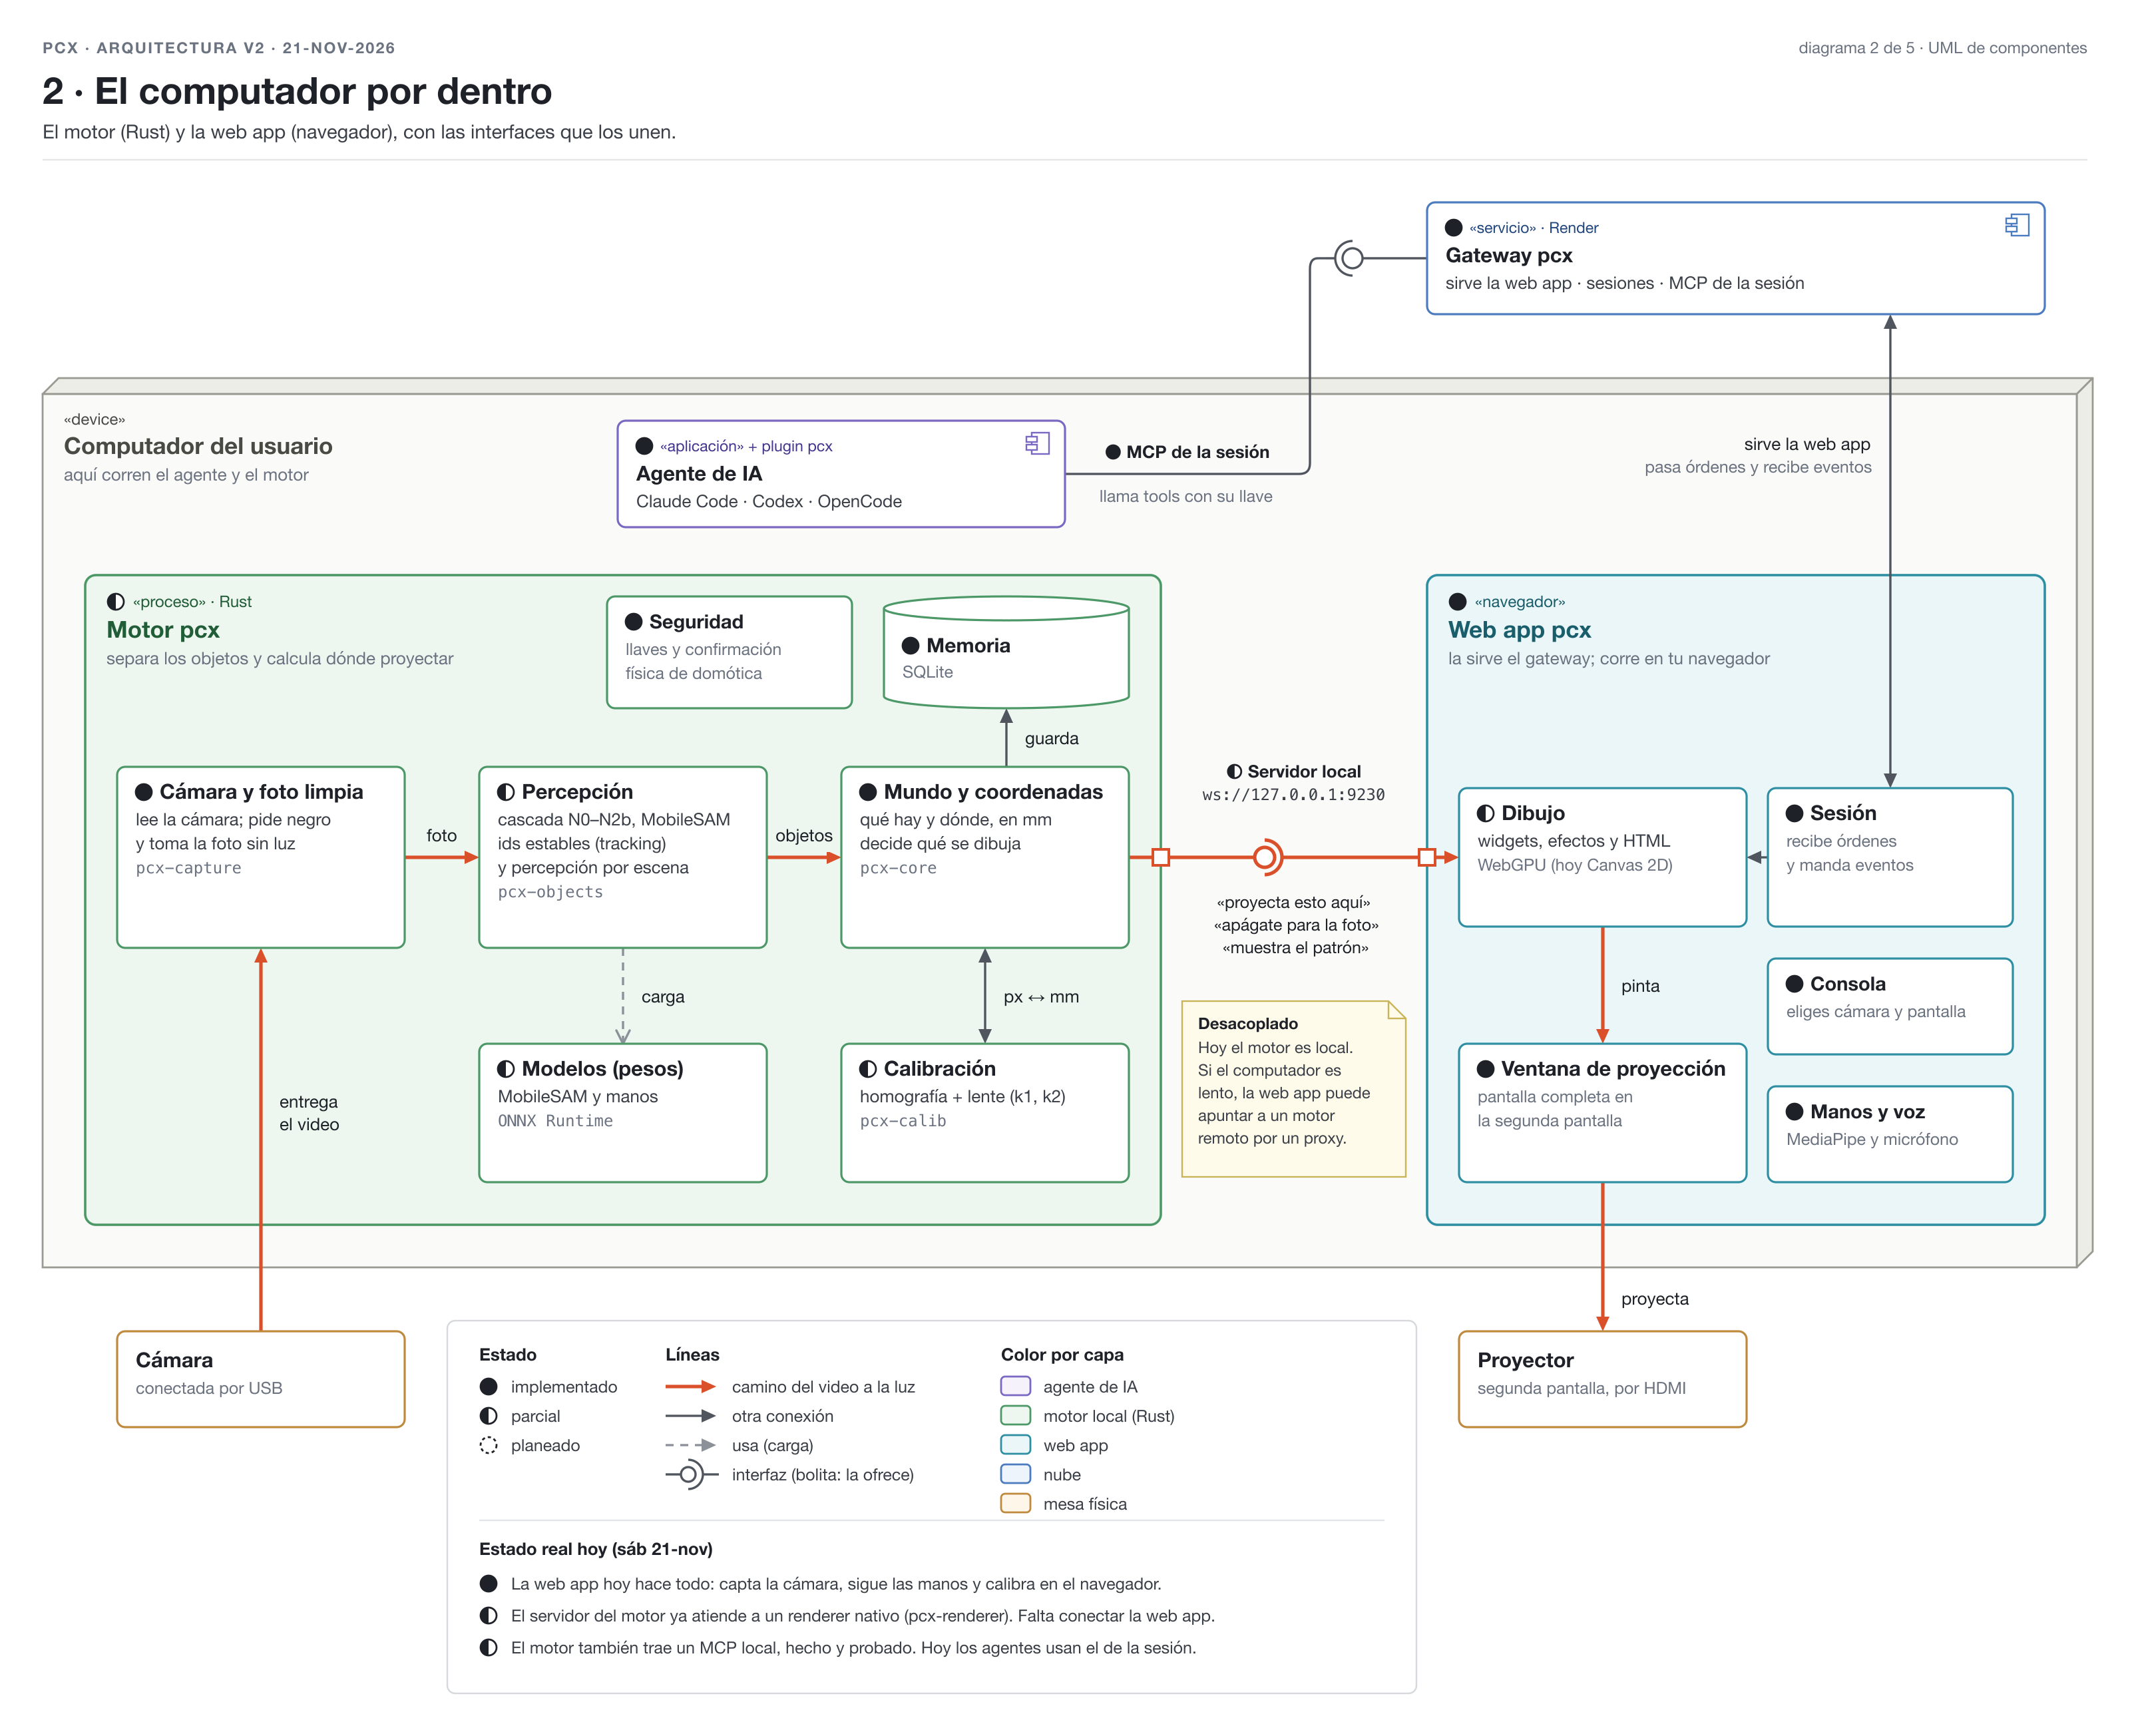 PCX · ARQUITECTURA V2 · 21-NOV-2026
diagrama 2 de 5 · UML de componentes
2 · El computador por dentro
El motor (Rust) y la web app (navegador), con las interfaces que los unen.
«servicio» · Render
Gateway pcx
sirve la web app · sesiones · MCP de la sesión
«device»
Computador del usuario
aquí corren el agente y el motor
«aplicación» + plugin pcx
Agente de IA
Claude Code · Codex · OpenCode
MCP de la sesión
llama tools con su llave
sirve la web app
pasa órdenes y recibe eventos
«proceso» · Rust
Motor pcx
separa los objetos y calcula dónde proyectar
Seguridad
llaves y confirmación
física de domótica
Memoria
SQLite
guarda
«navegador»
Web app pcx
la sirve el gateway; corre en tu navegador
Cámara y foto limpia
lee la cámara; pide negro
y toma la foto sin luz
pcx-capture
foto
Percepción
cascada N0–N2b, MobileSAM
ids estables (tracking)
y percepción por escena
pcx-objects
objetos
Mundo y coordenadas
qué hay y dónde, en mm
decide qué se dibuja
pcx-core
Servidor local
ws://127.0.0.1:9230
«proyecta esto aquí»
«apágate para la foto»
«muestra el patrón»
Dibujo
widgets, efectos y HTML
WebGPU (hoy Canvas 2D)
Sesión
recibe órdenes
y manda eventos
carga
px ↔ mm
pinta
Consola
eliges cámara y pantalla
Desacoplado
Hoy el motor es local.
Si el computador es
lento, la web app puede
apuntar a un motor
remoto por un proxy.
entrega
el video
Modelos (pesos)
MobileSAM y manos
ONNX Runtime
Calibración
homografía + lente (k1, k2)
pcx-calib
Ventana de proyección
pantalla completa en
la segunda pantalla
Manos y voz
MediaPipe y micrófono
proyecta
Cámara
conectada por USB
Proyector
segunda pantalla, por HDMI
Estado
implementado
parcial
planeado
Líneas
camino del video a la luz
otra conexión
usa (carga)
interfaz (bolita: la ofrece)
Color por capa
agente de IA
motor local (Rust)
web app
nube
mesa física
Estado real hoy (sáb 21-nov)
La web app hoy hace todo: capta la cámara, sigue las manos y calibra en el navegador.
El servidor del motor ya atiende a un renderer nativo (pcx-renderer). Falta conectar la web app.
El motor también trae un MCP local, hecho y probado. Hoy los agentes usan el de la sesión.